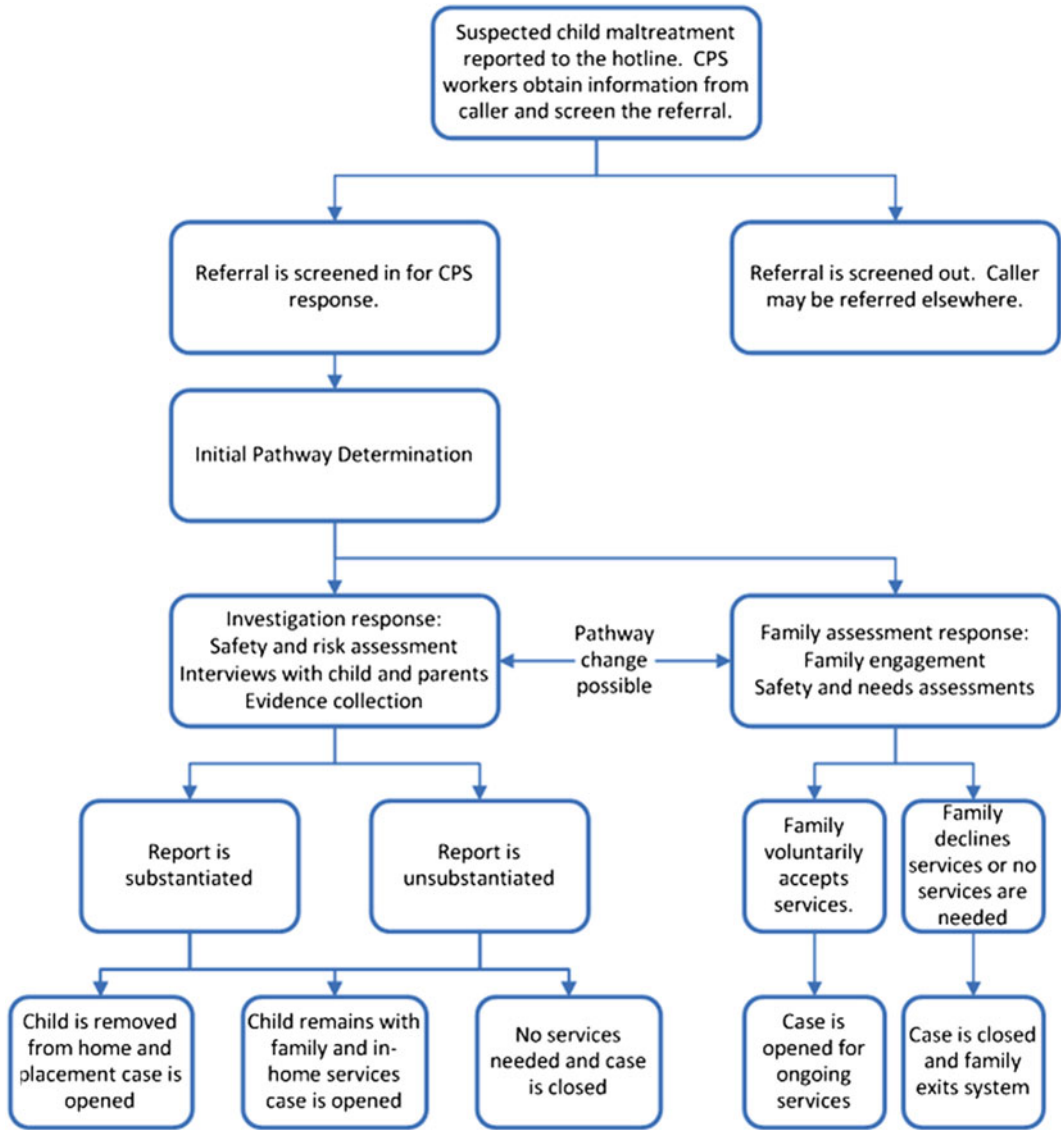 Suspected child maltreatment
reported to the hotline.  CPS
workers obtain information from
caller and screen the referral.
Referral is screened in for CPS
response.
Referral is screened out.  Caller
may be referred elsewhere.
Initial Pathway Determination
Investigation response:
Safety and risk assessment
Interviews with child and parents
Evidence collection
Pathway
change
possible
Family assessment response:
Family engagement
Safety and needs assessments
Report is
substantiated
Report is
unsubstantiated
Family
voluntarily
accepts
services.
Family
declines
services or no
services are
needed
Child is removed
from home and
placement case is
opened
Child remains with
family and in-
home services
case is opened
No services
needed and case
is closed
Case is
opened for
ongoing
services
Case is closed
and family
exits system